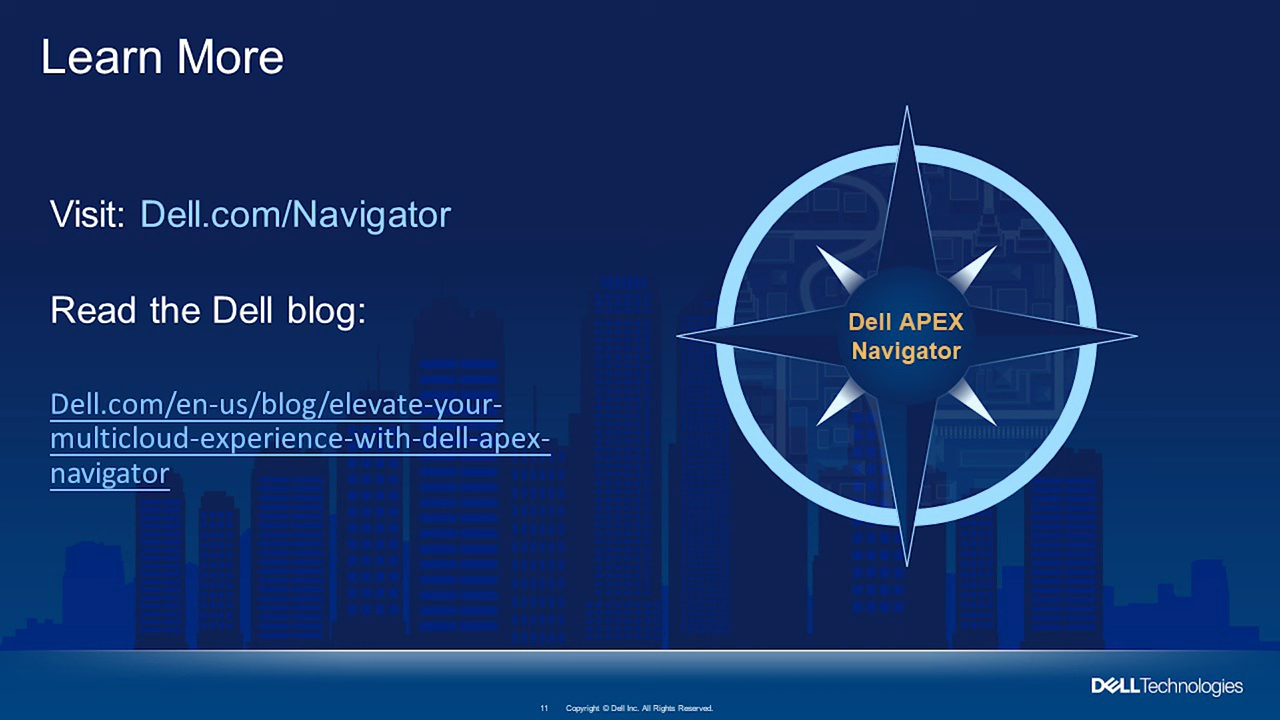 Learn More
Visit: Dell.com/Navigator
Read the Dell blog:
Dell.com/en-us/blog/elevate-your-
multicloud-experience-with-dell-apex-
navigator
Dell APEX
Navigator
DELLTechnologies
11 Copyright © Dell Inc. All Rights Reserved.